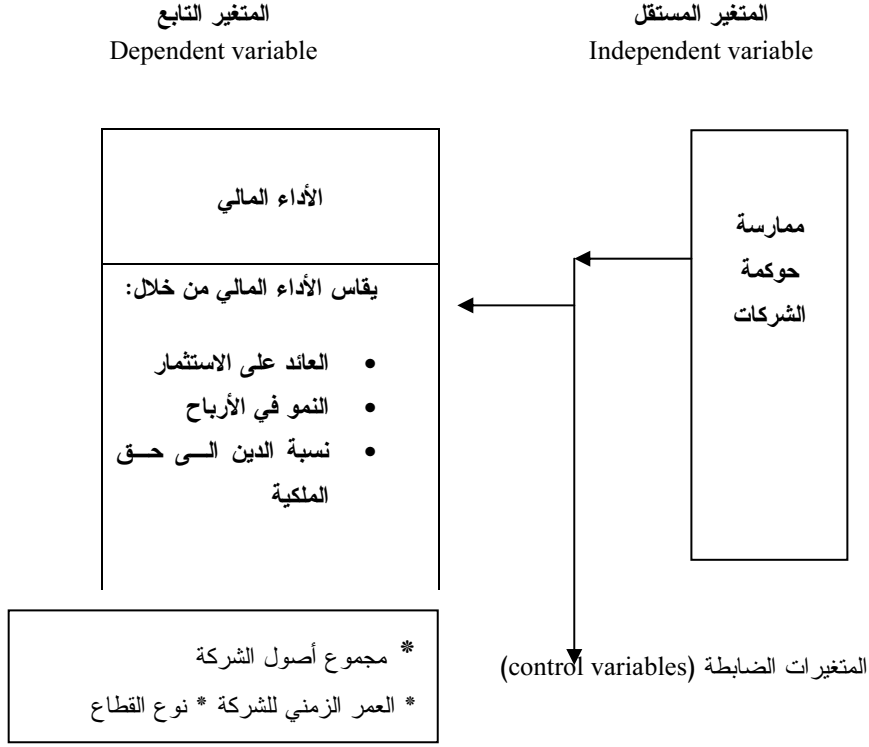 المتغير المستقل
Independent variable
المتغير التابع
Dependent variable
ممارسة
حوكمة
الشركات
الأداء المالي
يقاس الأداء المالي من خلال:
• العائد على الاستثمار
• النمو في الأرباح
• نسبة الدين الـــى حـــق
الملكية
المتغيرات الضابطة (control variables)
* مجموع أصول الشركة
* العمر الزمني للشركة * نوع القطاع